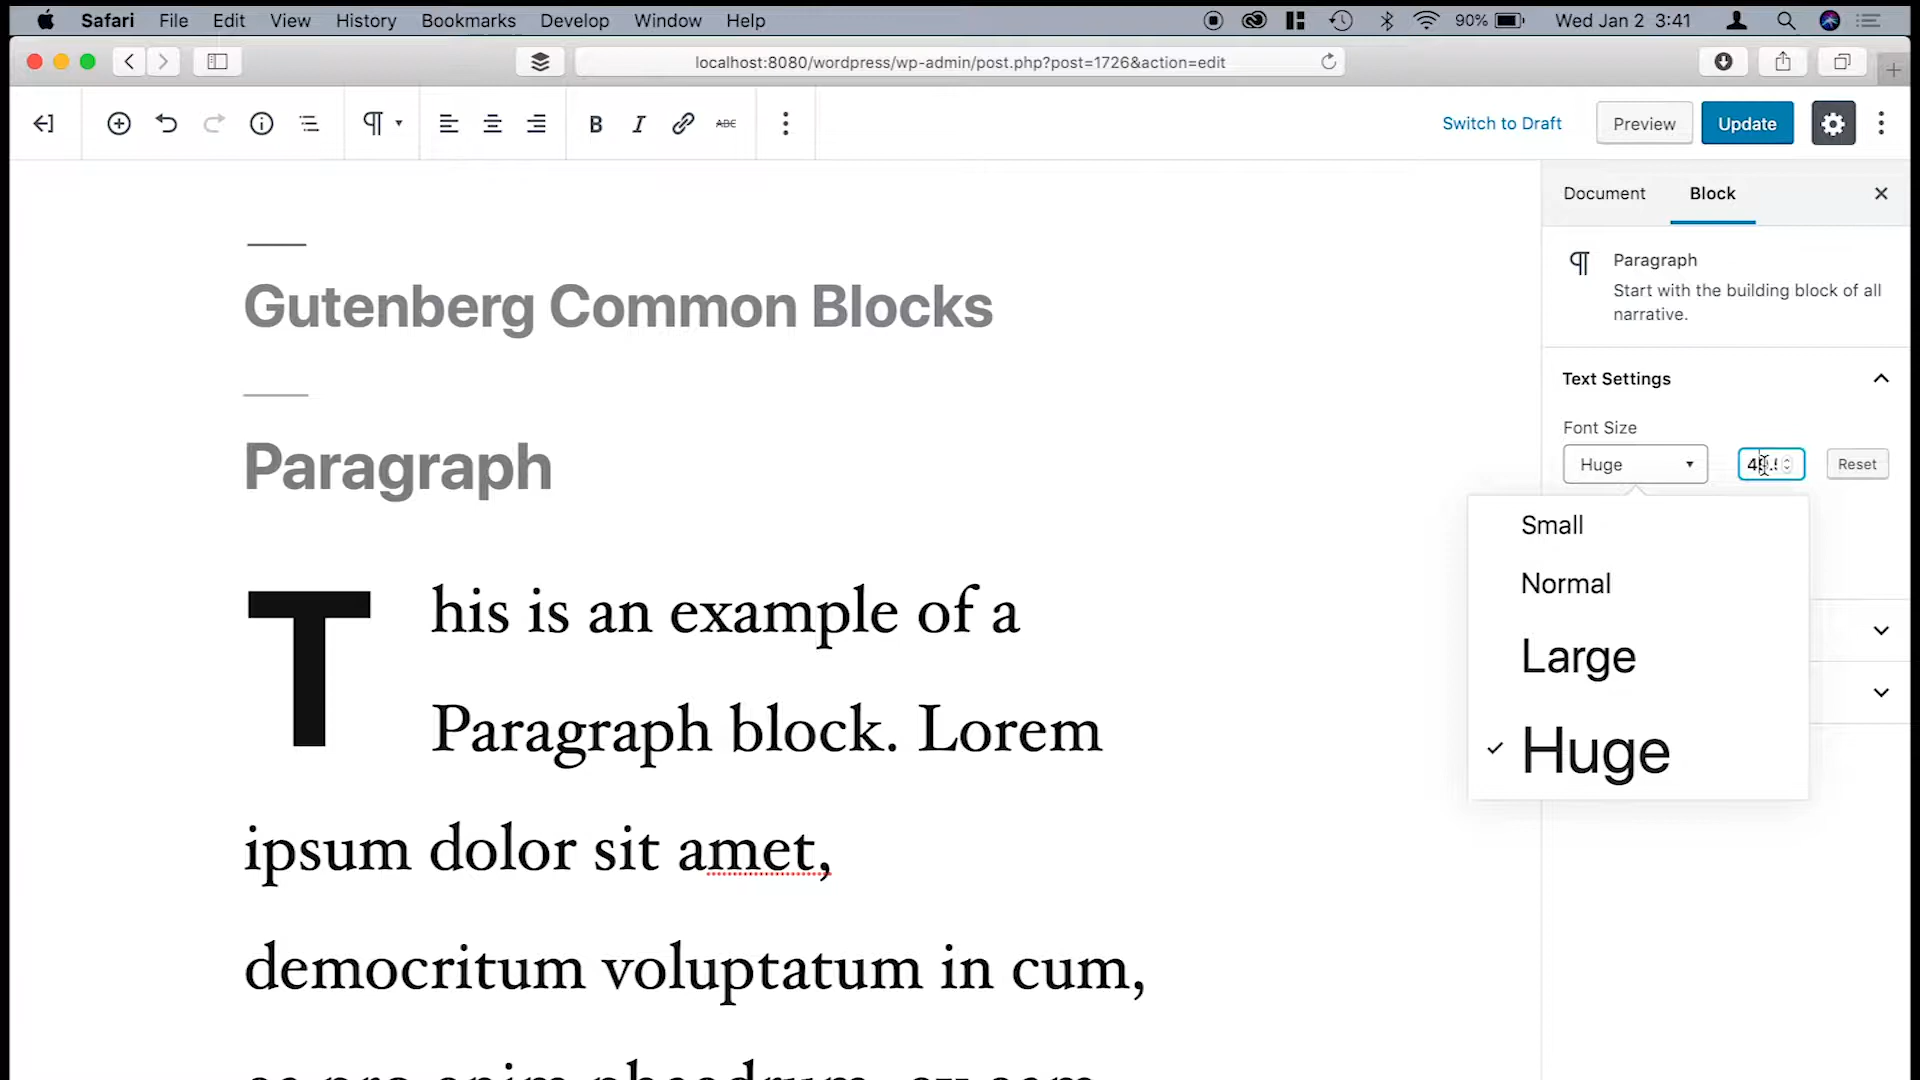 Safari File Edit View History Bookmarks Develop Window Help 90% Wed Jan 2 3:41
localhost:8080/wordpress/wp-admin/post.php?post=1726&action=edit
B I ABC Switch to Draft Preview Update
Document Block
Gutenberg Common Blocks
Paragraph
Start with the building block of all
narrative.
Text Settings
Font Size
Huge Reset
Small
Normal
Large
Huge
Paragraph
This is an example of a
Paragraph block. Lorem
ipsum dolor sit amet,
democritum voluptatum in cum,